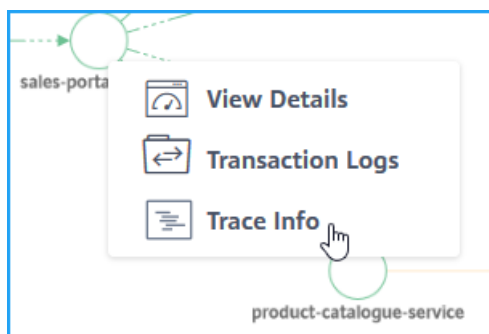 sales-porta
View Details
Transaction Logs
Trace Info
product-catalogue-service